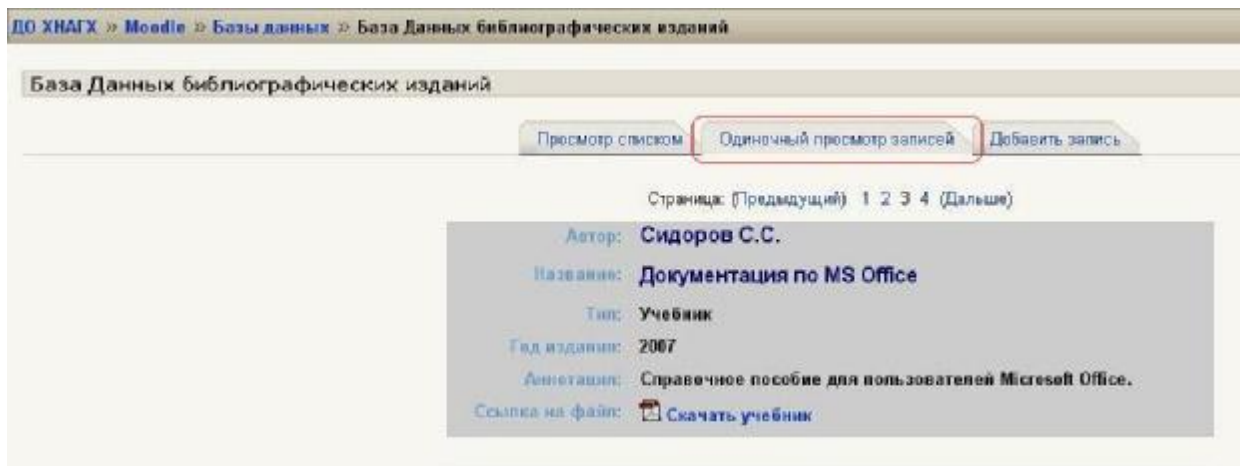 ДО ХНАГХ » Moodle » Базы данных » База Данных библиографических изданий
База Данных библиографических изданий
Просмотр списком Одиночный просмотр записей Добавить запись
Страница: (Предыдущий) 1 2 3 4 (Дальше)
Автор: Сидоров С.С.
Название: Документация по MS Office
Тип: Учебник
Год издания: 2007
Аннотация: Справочное пособие для пользователей Microsoft Office.
Ссылка на файл: Скачать учебник